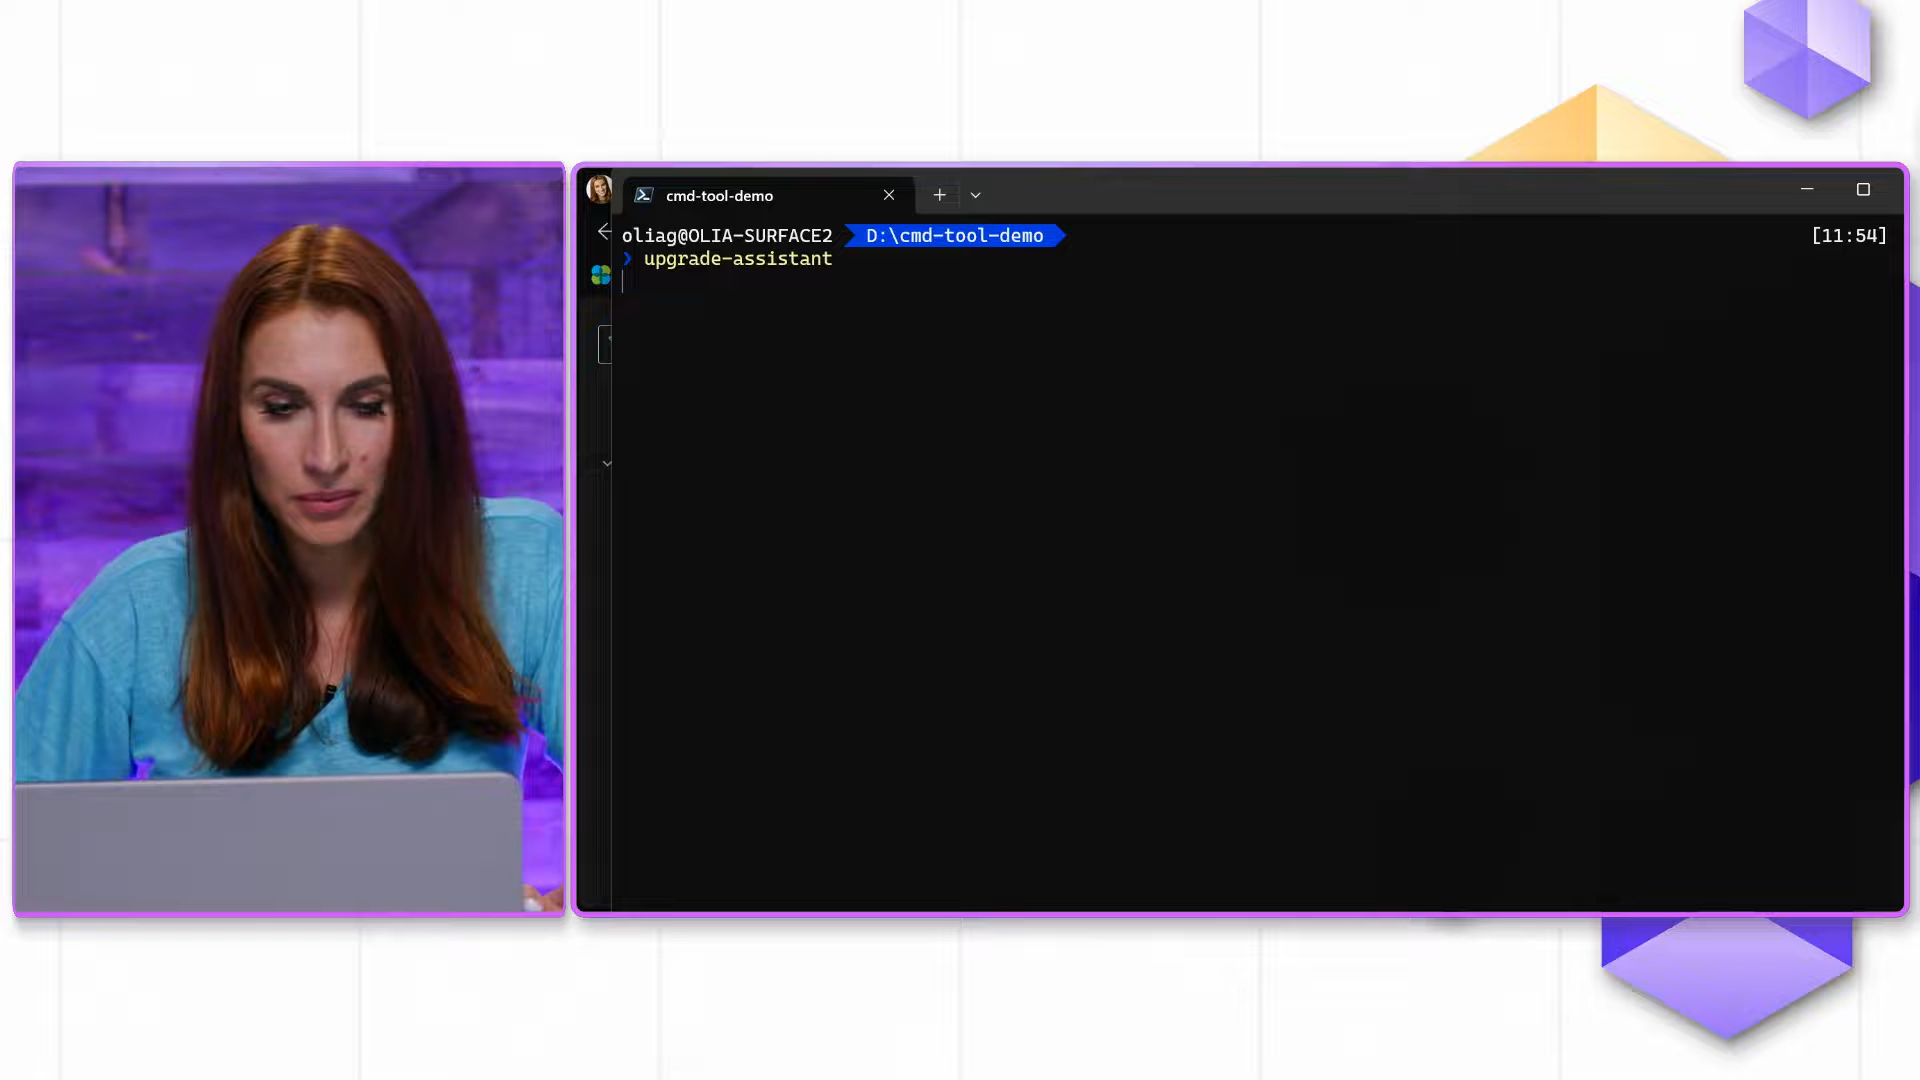 cmd-tool-demo
oliag@OLIA-SURFACE2 D:\cmd-tool-demo [11:54]
❯ upgrade-assistant